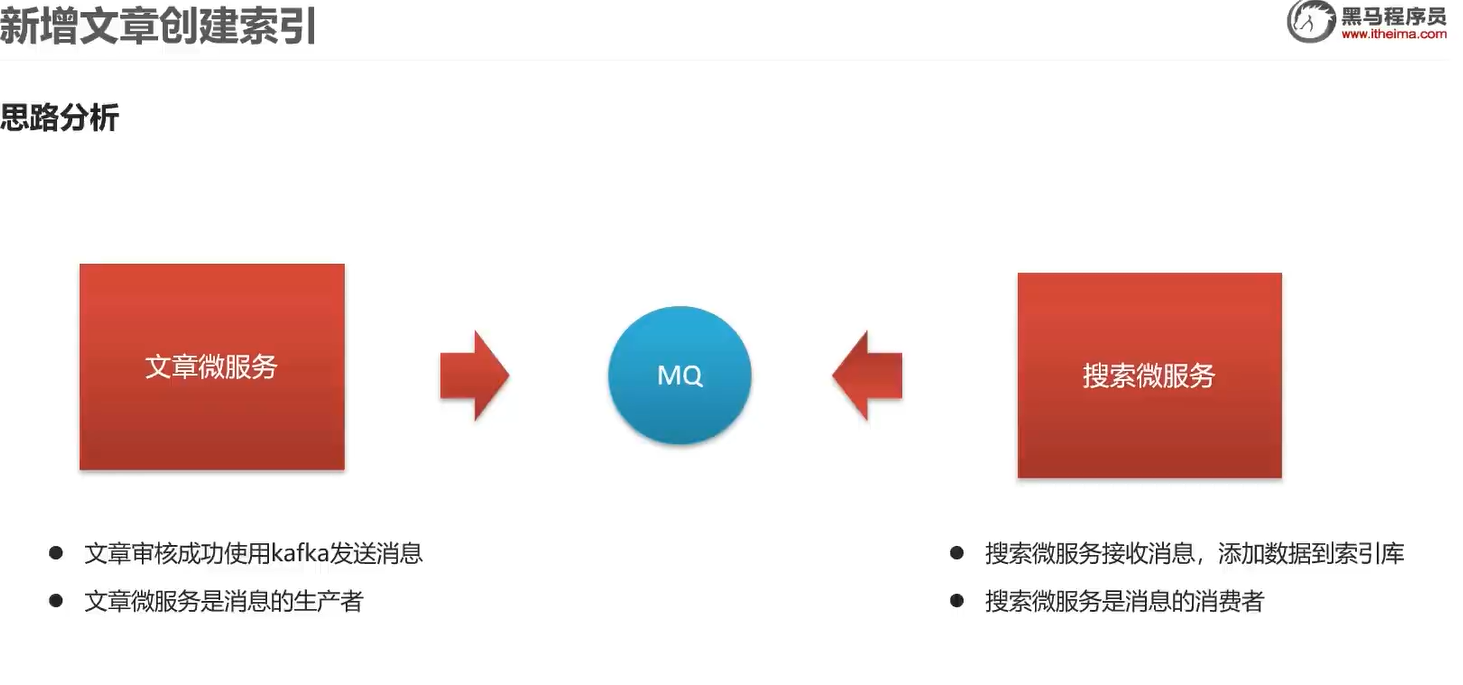 新增文章创建索引
黑马程序员
www.itheima.com
思路分析
文章微服务
MQ
搜索微服务
● 文章审核成功使用kafka发送消息
● 文章微服务是消息的生产者
● 搜索微服务接收消息，添加数据到索引库
● 搜索微服务是消息的消费者